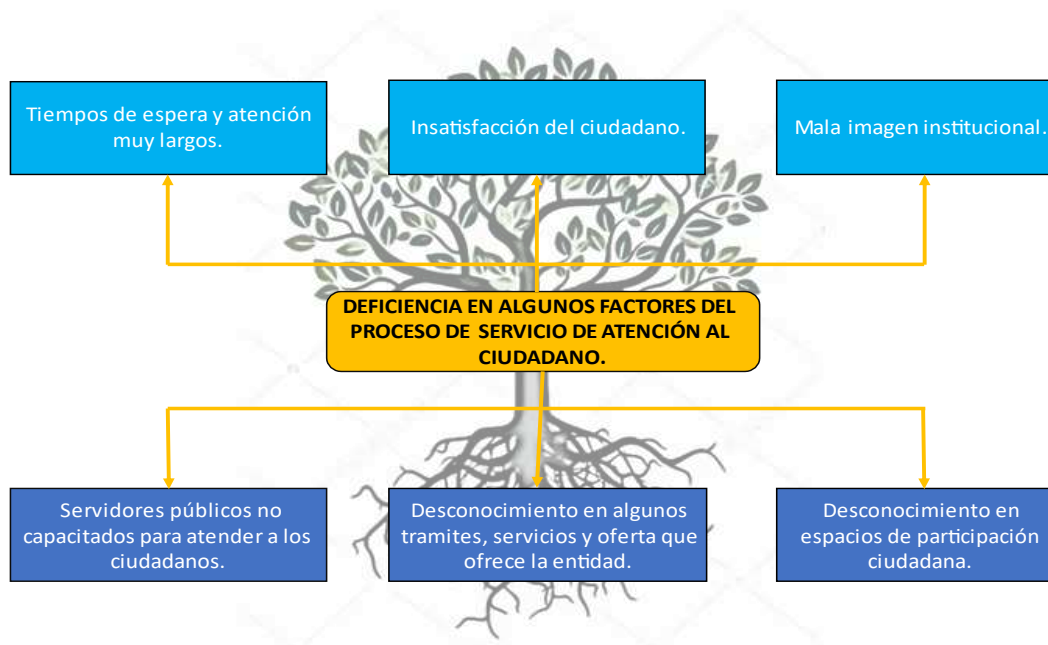 Tiempos de espera y atención
muy largos.
Insatisfacción del ciudadano.
Mala imagen institucional.
DEFICIENCIA EN ALGUNOS FACTORES DEL
PROCESO DE SERVICIO DE ATENCIÓN AL
CIUDADANO.
Servidores públicos no
capacitados para atender a los
ciudadanos.
Desconocimiento en algunos
tramites, servicios y oferta que
ofrece la entidad.
Desconocimiento en
espacios de participación
ciudadana.